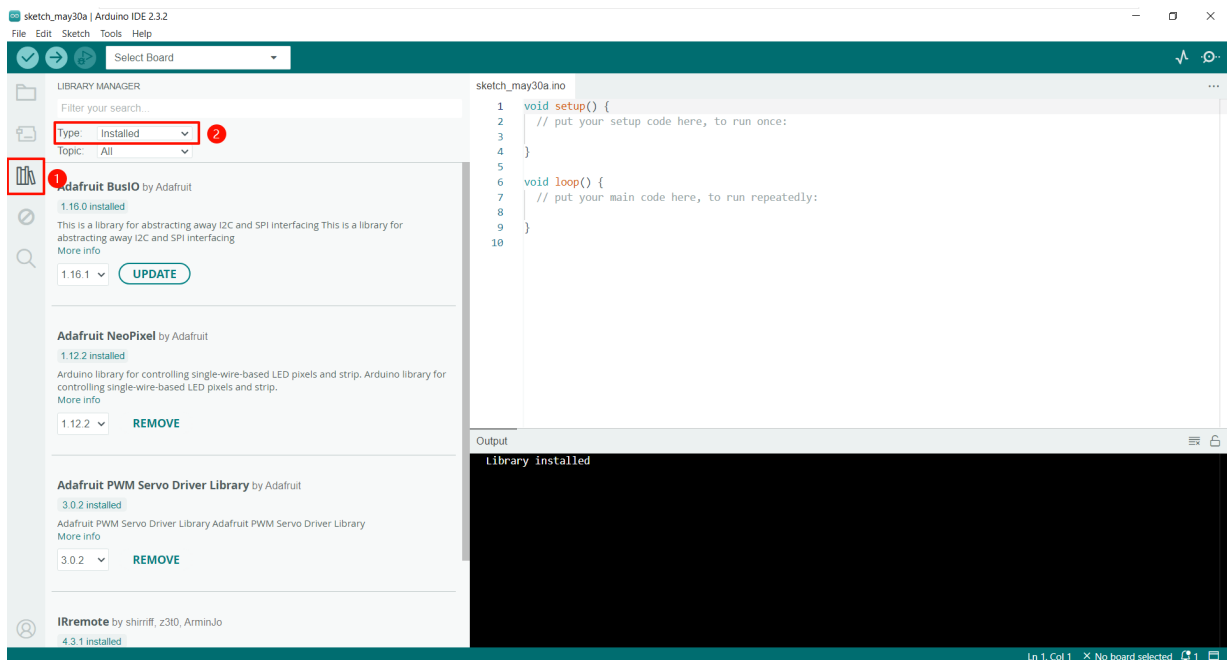 sketch_may30a | Arduino IDE 2.3.2
File Edit Sketch Tools Help
Select Board
LIBRARY MANAGER
Filter your search...
Type: Installed
2
Topic: All
1
Adafruit BusIO by Adafruit
1.16.0 installed
This is a library for abstracting away I2C and SPI interfacing This is a library for
abstracting away I2C and SPI interfacing
More info
1.16.1 UPDATE
Adafruit NeoPixel by Adafruit
1.12.2 installed
Arduino library for controlling single-wire-based LED pixels and strip. Arduino library for
controlling single-wire-based LED pixels and strip.
More info
1.12.2 REMOVE
Adafruit PWM Servo Driver Library by Adafruit
3.0.2 installed
Adafruit PWM Servo Driver Library Adafruit PWM Servo Driver Library
More info
3.0.2 REMOVE
IRremote by shirriff, z3t0, ArminJo
4.3.1 installed
sketch_may30a.ino
1 void setup() {
2 // put your setup code here, to run once:
3
4 }
5
6 void loop() {
7 // put your main code here, to run repeatedly:
8
9 }
10
Output
Library installed
Ln 1, Col 1 × No board selected 1